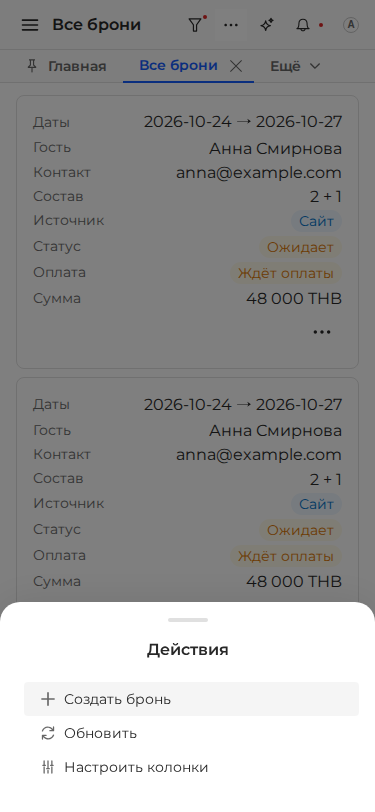 Все брони
A
Главная
Все брони
Ещё
Даты 2026-10-24 → 2026-10-27
Гость Анна Смирнова
Контакт anna@example.com
Состав 2 + 1
Источник Сайт
Статус Ожидает
Оплата Ждёт оплаты
Сумма 48 000 THB
Даты 2026-10-24 → 2026-10-27
Гость Анна Смирнова
Контакт anna@example.com
Состав 2 + 1
Источник Сайт
Статус Ожидает
Оплата Ждёт оплаты
Сумма 48 000 THB
Действия
Создать бронь
Обновить
Настроить колонки